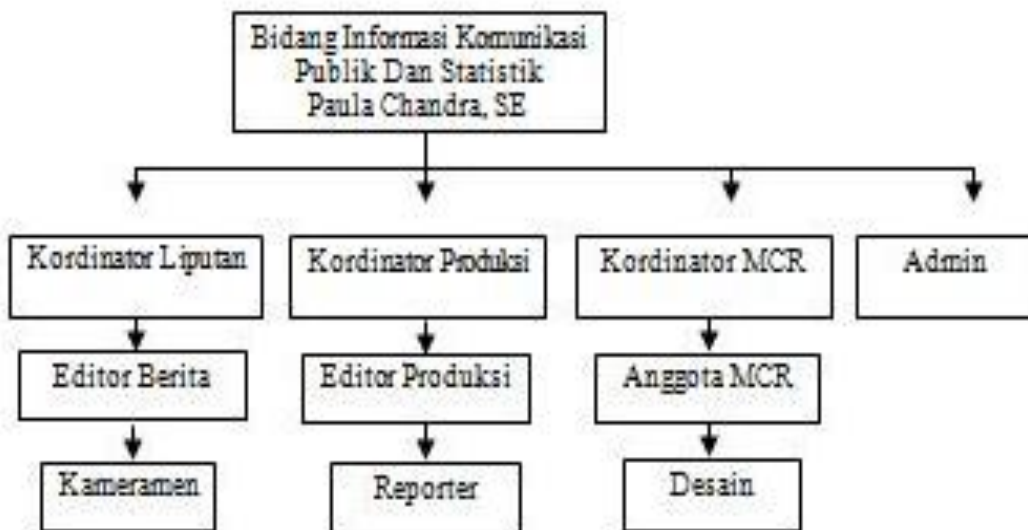 Bidang Informasi Komunikasi
Publik Dan Statistik
Paula Chandra, SE
Kordinator Liputan
Kordinator Produksi
Kordinator MCR
Admin
Editor Berita
Editor Produksi
Anggota MCR
Kameramen
Reporter
Desain